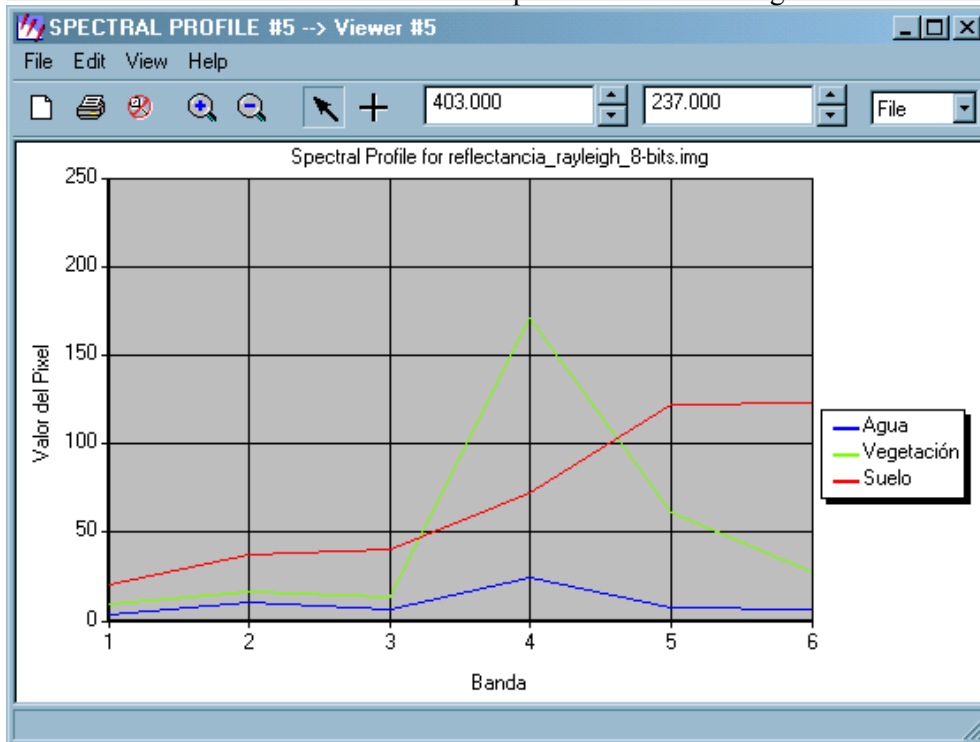 SPECTRAL PROFILE #5 --> Viewer #5
File Edit View Help
403.000 237.000 File
Spectral Profile for reflectancia_rayleigh_8-bits.img
250
200
150
100
50
0
Valor del Pixel
1 2 3 4 5 6
Banda
Agua
Vegetación
Suelo